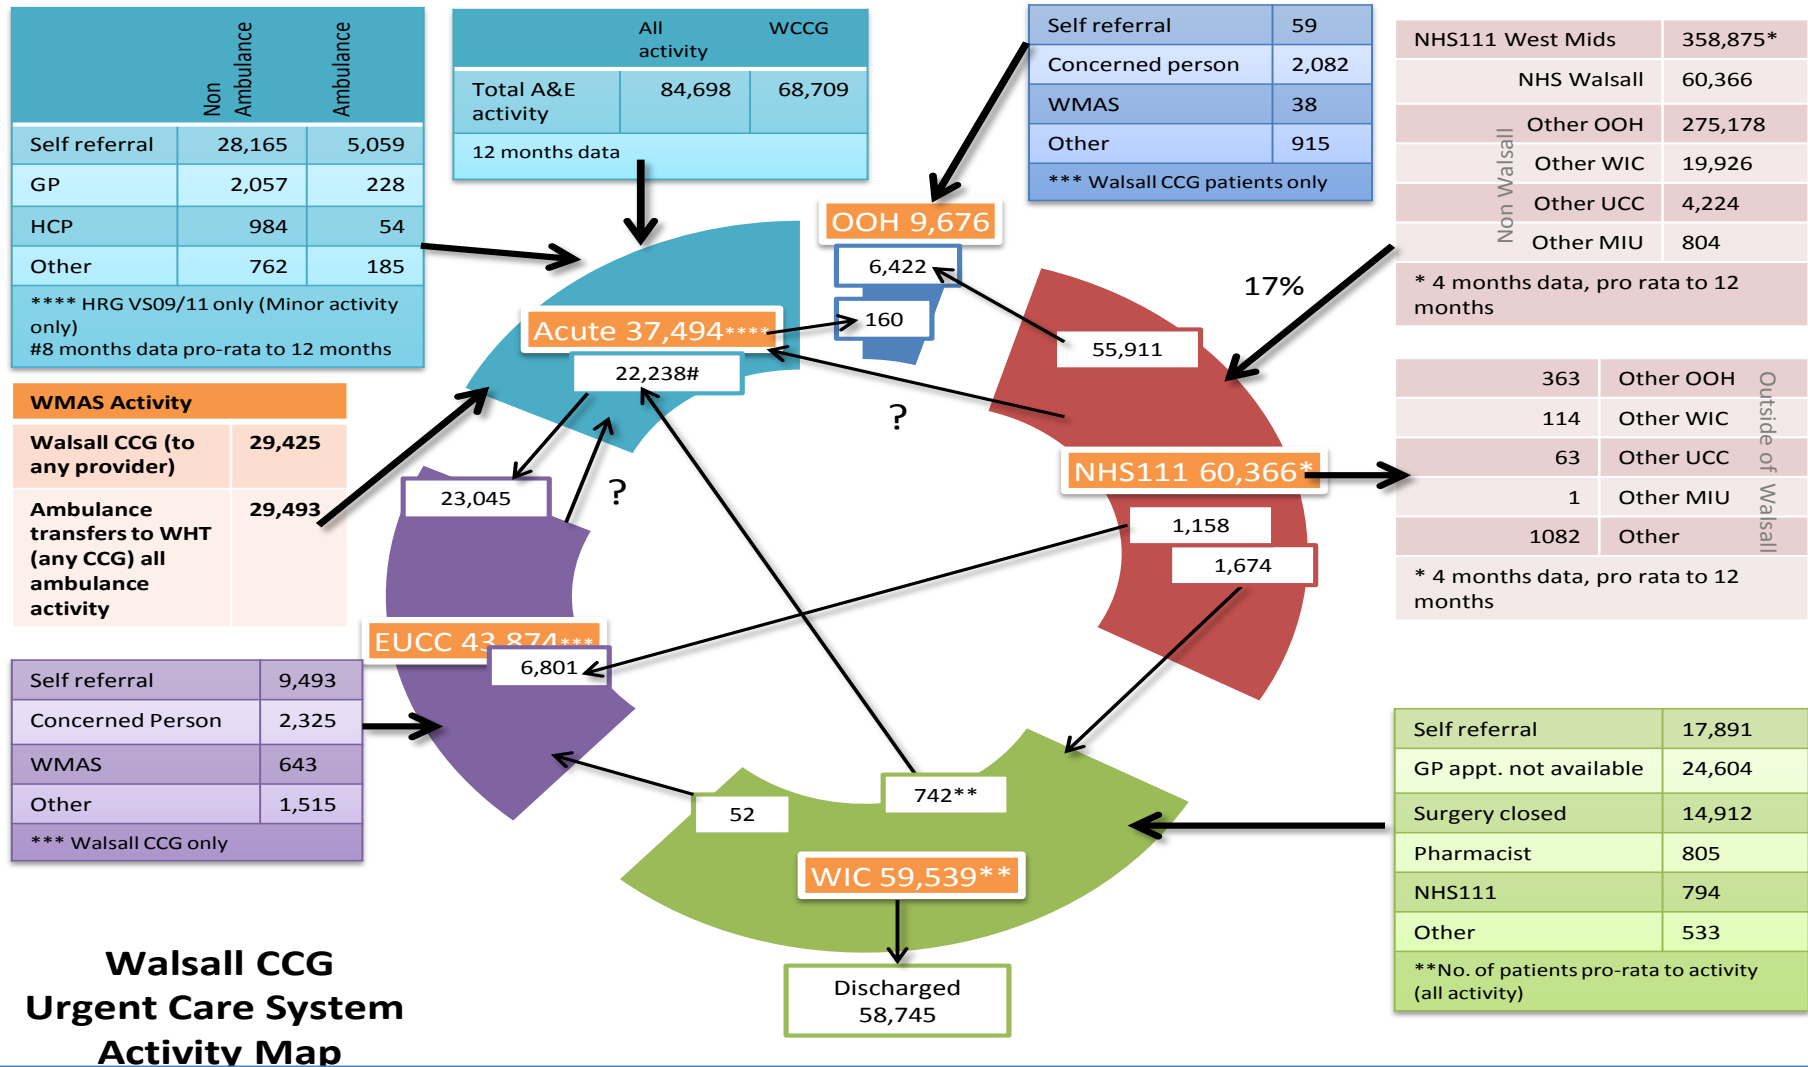 Non Ambulance
Ambulance
Self referral 28,165 5,059
GP 2,057 228
HCP 984 54
Other 762 185
**** HRG VS09/11 only (Minor activity
only)
#8 months data pro-rata to 12 months
All
activity
WCCG
Total A&E
activity
84,698 68,709
12 months data
Self referral 59
Concerned person 2,082
WMAS 38
Other 915
*** Walsall CCG patients only
NHS111 West Mids 358,875*
NHS Walsall 60,366
Non Walsall
Other OOH 275,178
Other WIC 19,926
Other UCC 4,224
Other MIU 804
* 4 months data, pro rata to 12
months
OOH 9,676
6,422
160
17%
Acute 37,494****
22,238#
55,911
?
?
WMAS Activity
Walsall CCG (to
any provider)
29,425
Ambulance
transfers to WHT
(any CCG) all
ambulance
activity
29,493
23,045
NHS111 60,366*
1,158
1,674
363 Other OOH
114 Other WIC
63 Other UCC
1 Other MIU
1082 Other
Outside of Walsall
* 4 months data, pro rata to 12
months
EUCC 43,874***
6,801
Self referral 9,493
Concerned Person 2,325
WMAS 643
Other 1,515
*** Walsall CCG only
52
742**
WIC 59,539**
Discharged
58,745
Self referral 17,891
GP appt. not available 24,604
Surgery closed 14,912
Pharmacist 805
NHS111 794
Other 533
**No. of patients pro-rata to activity
(all activity)
Walsall CCG
Urgent Care System
Activity Map